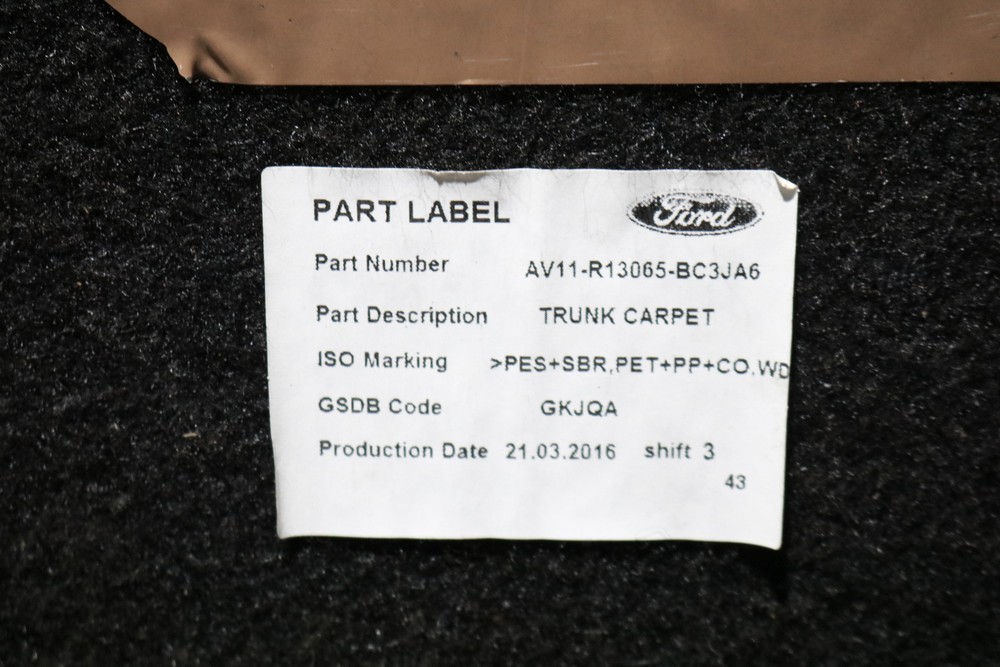 PART LABEL Ford
Part Number AV11-R13065-BC3JA6
Part Description TRUNK CARPET
ISO Marking >PES+SBR,PET+PP+CO.WD
GSDB Code GKJQA
Production Date 21.03.2016 shift 3
43